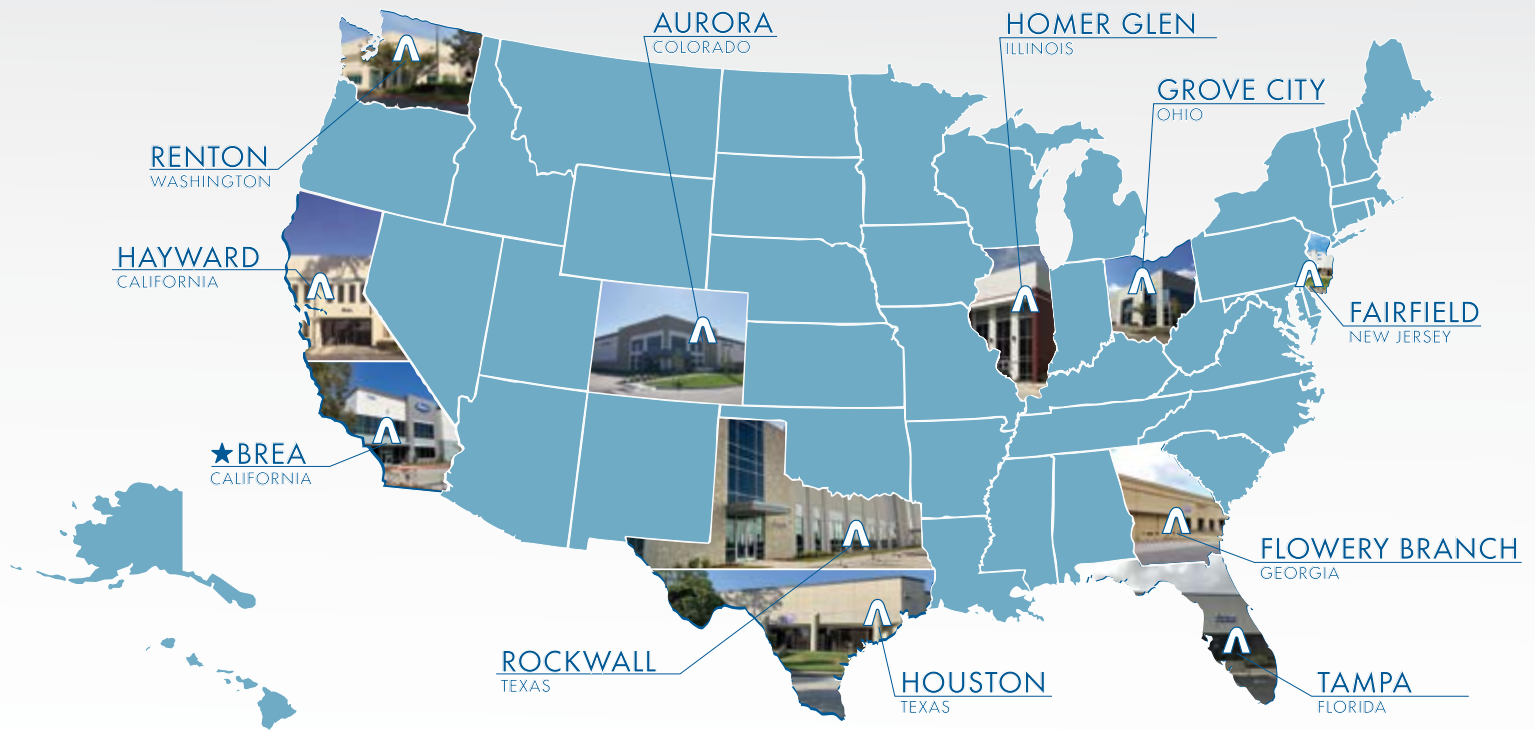 AURORA
COLORADO
HOMER GLEN
ILLINOIS
GROVE CITY
OHIO
RENTON
WASHINGTON
HAYWARD
CALIFORNIA
FAIRFIELD
NEW JERSEY
★BREA
CALIFORNIA
FLOWERY BRANCH
GEORGIA
ROCKWALL
TEXAS
HOUSTON
TEXAS
TAMPA
FLORIDA